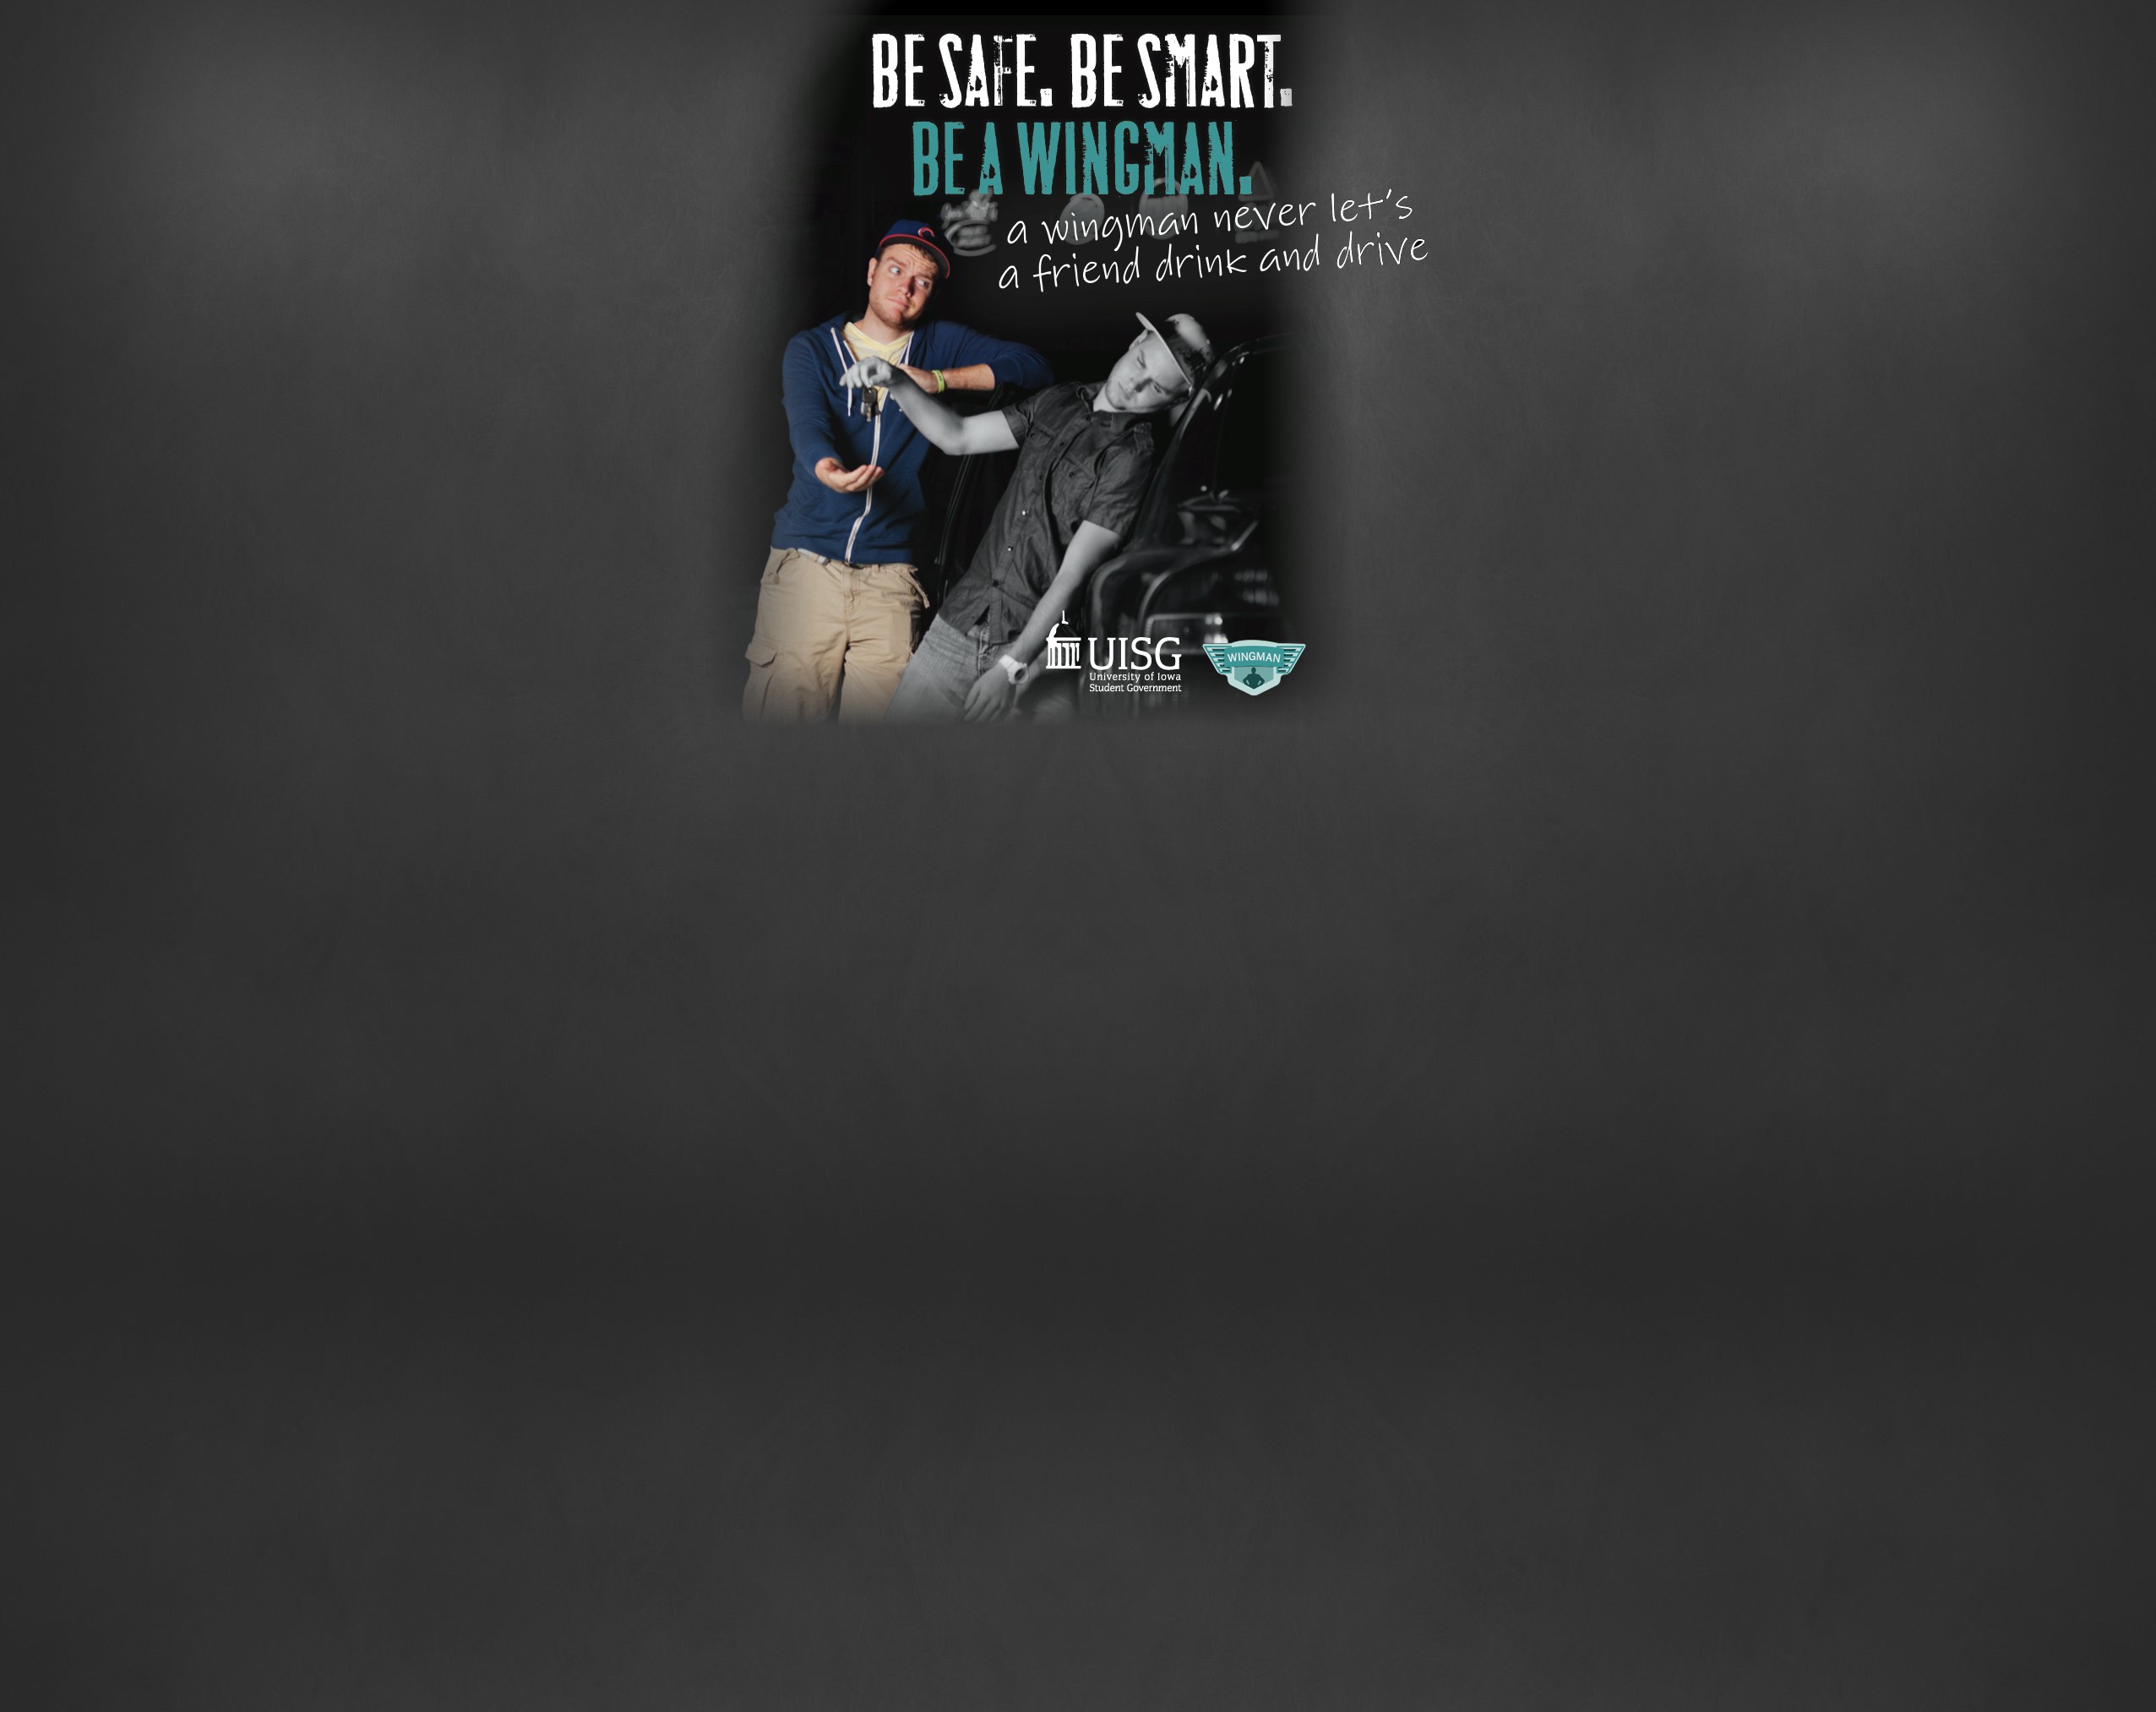 BE SAFE. BE SMART.
BE A WINGMAN.
a wingman never let's
a friend drink and drive
UISG
University of Iowa
Student Government
WINGMAN